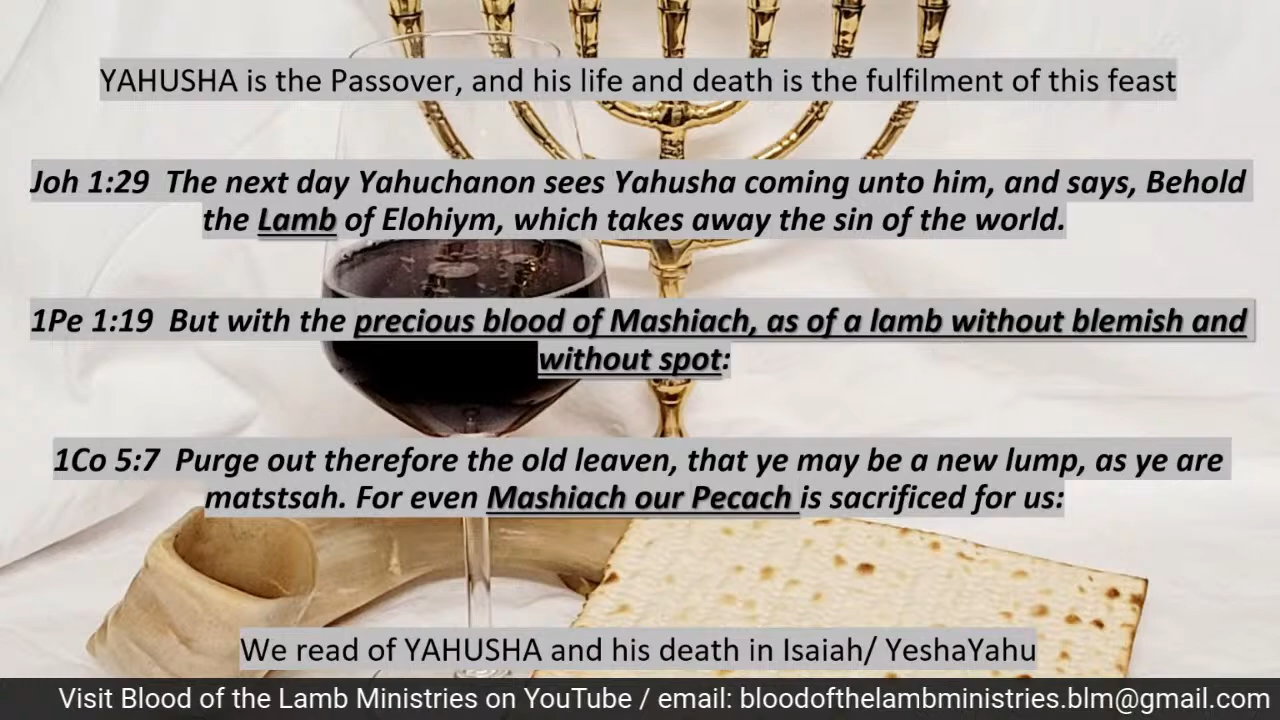 YAHUSHA is the Passover, and his life and death is the fulfilment of this feast
Joh 1:29  The next day Yahuchanon sees Yahusha coming unto him, and says, Behold
the Lamb of Elohiym, which takes away the sin of the world.
1Pe 1:19  But with the precious blood of Mashiach, as of a lamb without blemish and
without spot:
1Co 5:7  Purge out therefore the old leaven, that ye may be a new lump, as ye are
matstsah. For even Mashiach our Pecach is sacrificed for us:
We read of YAHUSHA and his death in Isaiah/ YeshaYahu
Visit Blood of the Lamb Ministries on YouTube / email: bloodofthelambministries.blm@gmail.com